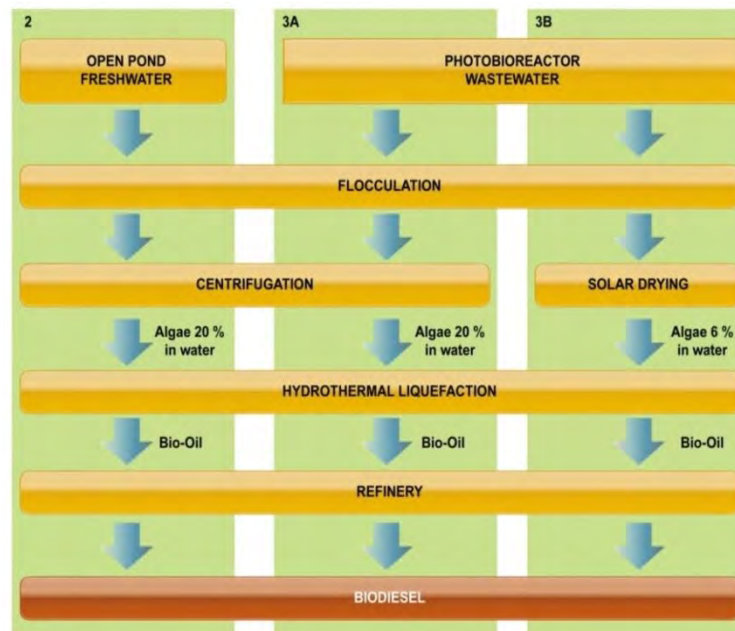 2
3A
3B
OPEN POND
FRESHWATER
PHOTOBIOREACTOR
WASTEWATER
FLOCCULATION
CENTRIFUGATION
SOLAR DRYING
Algae 20 %
in water
Algae 20 %
in water
Algae 6 %
in water
HYDROTHERMAL LIQUEFACTION
Bio-Oil
Bio-Oil
Bio-Oil
REFINERY
BIODIESEL